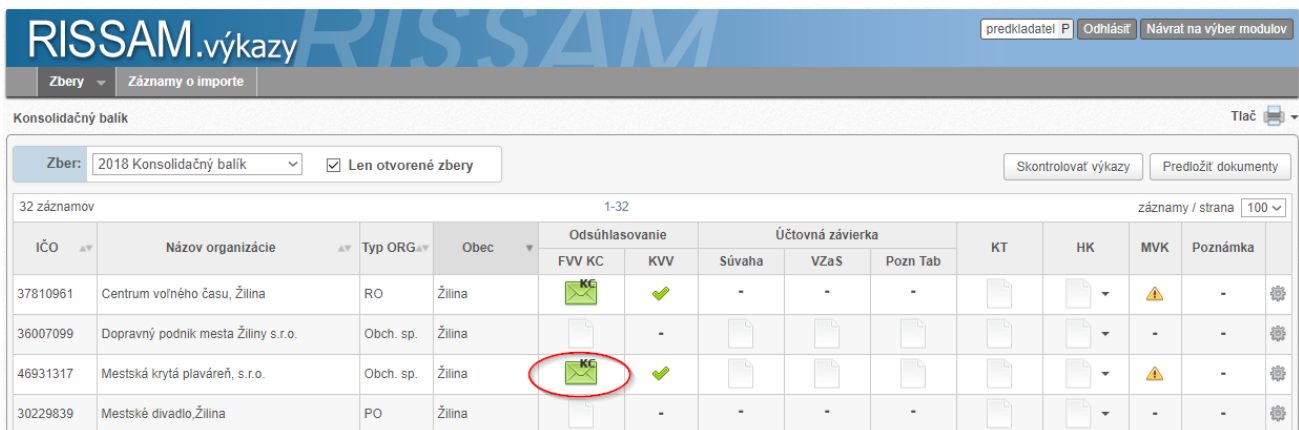 RISSAM.výkazy RISSAM
predkladatel P Odhlásiť Návrat na výber modulov
Zbery Záznamy o importe
Konsolidačný balík Tlač
Zber: 2018 Konsolidačný balík Len otvorené zbery Skontrolovať výkazy Predložiť dokumenty
32 záznamov 1-32 záznamy / strana 100
IČO Názov organizácie Typ ORG Obec Odsúhlasovanie Účtovná závierka KT HK MVK Poznámka
FVV KC KVV Súvaha VZaS Pozn Tab
37810961 Centrum voľného času, Žilina RO Žilina KC - - - -
36007099 Dopravný podnik mesta Žiliny s.r.o. Obch. sp. Žilina - - -
46931317 Mestská krytá plaváreň, s.r.o. Obch. sp. Žilina KC -
30229839 Mestské divadlo,Žilina PO Žilina - - - - - -